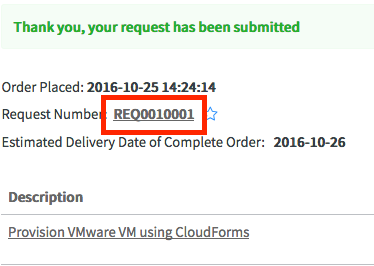 Thank you, your request has been submitted
Order Placed: 2016-10-25 14:24:14
Request Number: REQ0010001
Estimated Delivery Date of Complete Order: 2016-10-26
Description
Provision VMware VM using CloudForms